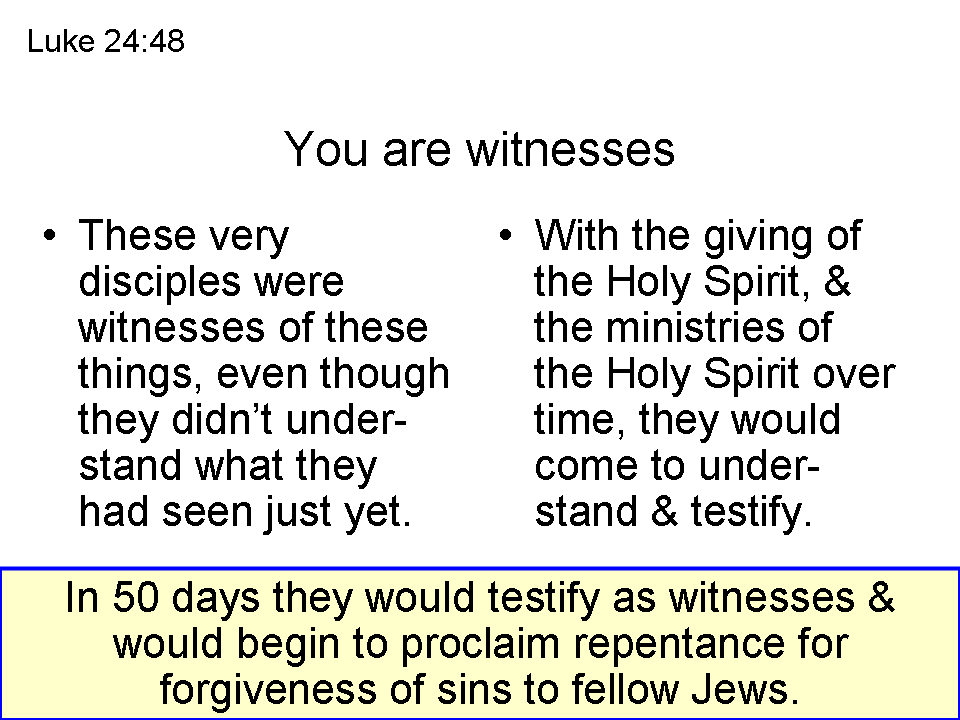 Luke 24:48
You are witnesses
• These very
disciples were
witnesses of these
things, even though
they didn’t under-
stand what they
had seen just yet.
• With the giving of
the Holy Spirit, &
the ministries of
the Holy Spirit over
time, they would
come to under-
stand & testify.
In 50 days they would testify as witnesses &
would begin to proclaim repentance for
forgiveness of sins to fellow Jews.